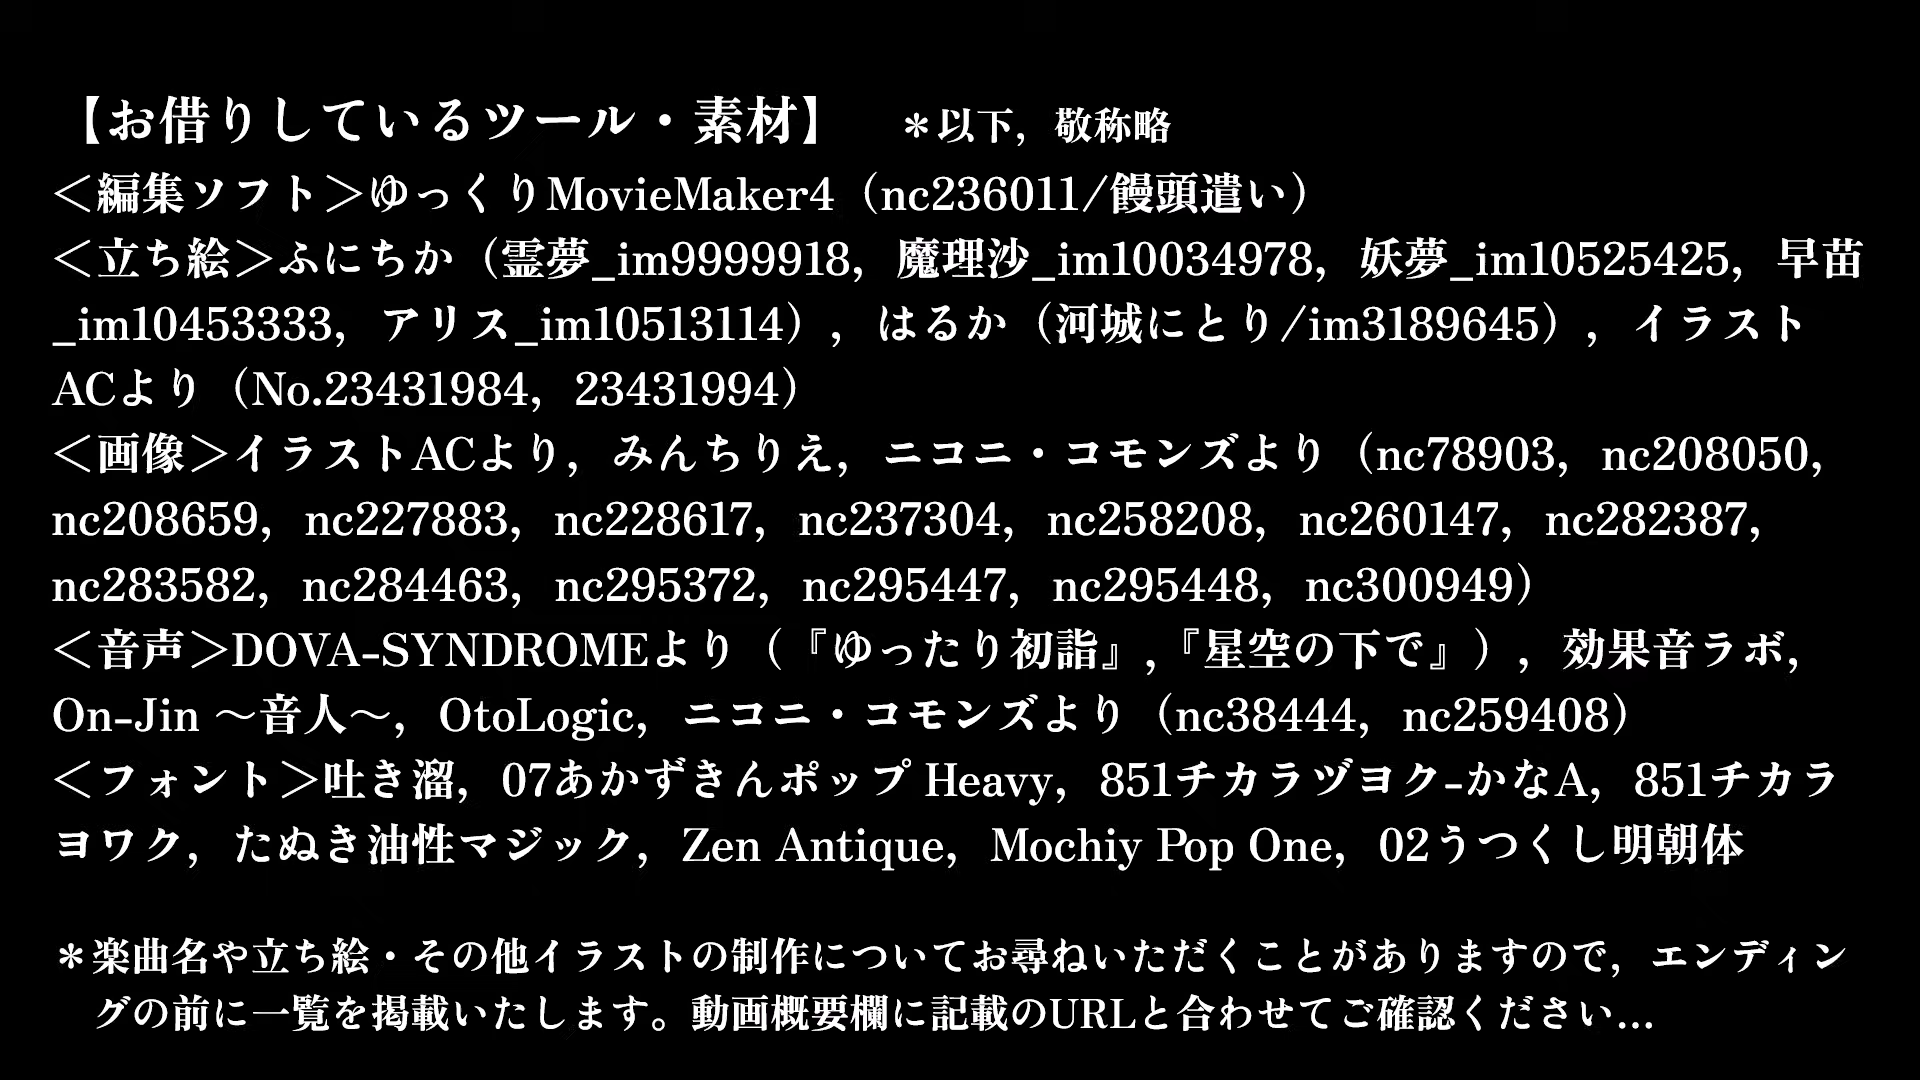 【お借りしているツール・素材】　＊以下，敬称略
＜編集ソフト＞ゆっくりMovieMaker4（nc236011/饅頭遣い）
＜立ち絵＞ふにちか（霊夢_im9999918，魔理沙_im10034978，妖夢_im10525425，早苗
_im10453333，アリス_im10513114），はるか（河城にとり/im3189645），イラスト
ACより（No.23431984，23431994）
＜画像＞イラストACより，みんちりえ，ニコニ・コモンズより（nc78903，nc208050，
nc208659，nc227883，nc228617，nc237304，nc258208，nc260147，nc282387，
nc283582，nc284463，nc295372，nc295447，nc295448，nc300949）
＜音声＞DOVA-SYNDROMEより（『ゆったり初詣』,『星空の下で』），効果音ラボ，
On-Jin ～音人～，OtoLogic，ニコニ・コモンズより（nc38444，nc259408）
＜フォント＞吐き溜，07あかずきんポップ Heavy，851チカラヅヨク-かなA，851チカラ
ヨワク，たぬき油性マジック，Zen Antique，Mochiy Pop One，02うつくし明朝体
＊楽曲名や立ち絵・その他イラストの制作についてお尋ねいただくことがありますので，エンディン
グの前に一覧を掲載いたします。動画概要欄に記載のURLと合わせてご確認ください…